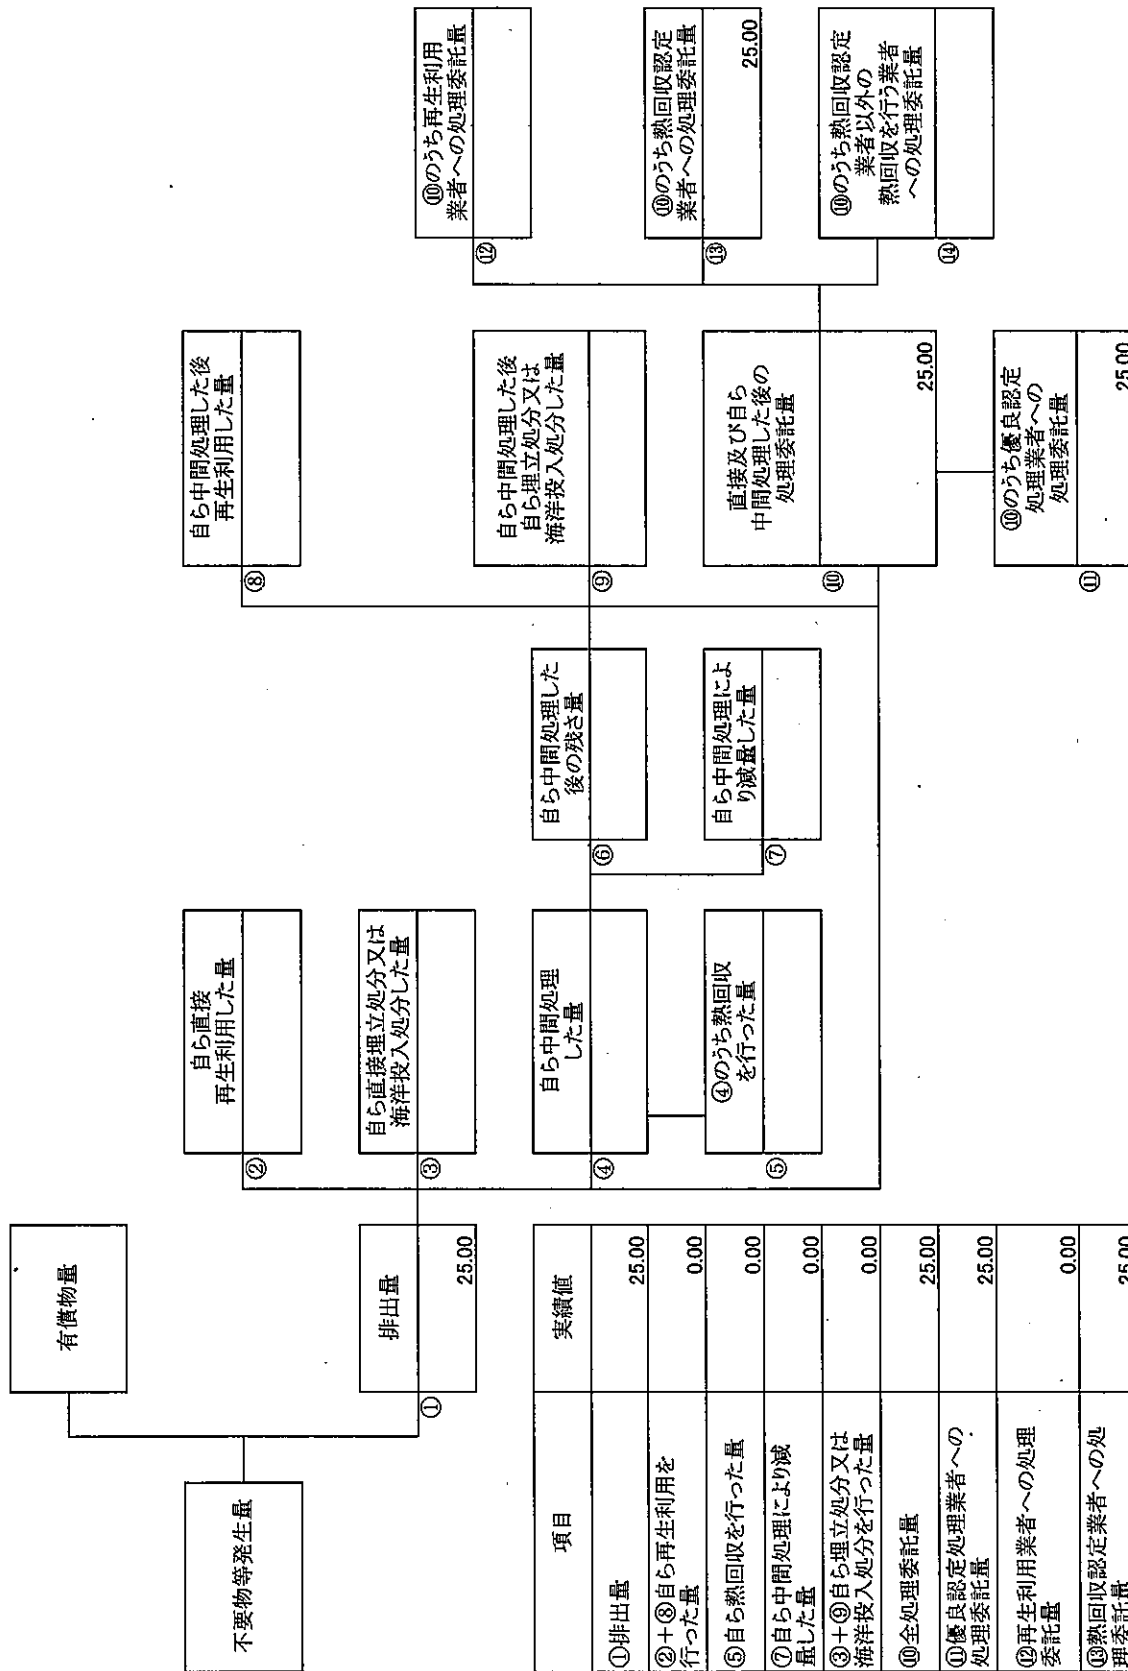 不要物等発生量
有償物量
排出量
①
25.00
自ら直接
再生利用した量
②
自ら直接埋立処分又は
海洋投入処分した量
③
自ら中間処理
した量
④
④のうち熱回収
を行った量
⑤
自ら中間処理した
後の残さ量
⑥
自ら中間処理によ
り減量した量
⑦
自ら中間処理した後
再生利用した量
⑧
自ら中間処理した後
自ら埋立処分又は
海洋投入処分した量
⑨
直接及び自ら
中間処理した後の
処理委託量
⑩
25.00
⑩のうち優良認定
処理業者への
処理委託量
⑪
25.00
⑩のうち再生利用
業者への処理委託量
⑫
⑩のうち熱回収認定
業者への処理委託量
⑬
25.00
⑩のうち熱回収認定
業者以外の
熱回収を行う業者
への処理委託量
⑭
項目 実績値
①排出量 25.00
②+⑧自ら再生利用を
行った量 0.00
⑤自ら熱回収を行った量 0.00
⑦自ら中間処理により減
量した量 0.00
③+⑨自ら埋立処分又は
海洋投入処分を行った量 0.00
⑩全処理委託量 25.00
⑪優良認定処理業者への
処理委託量 25.00
⑫再生利用業者への処理
委託量 0.00
⑬熱回収認定業者への処
理委託量 25.00